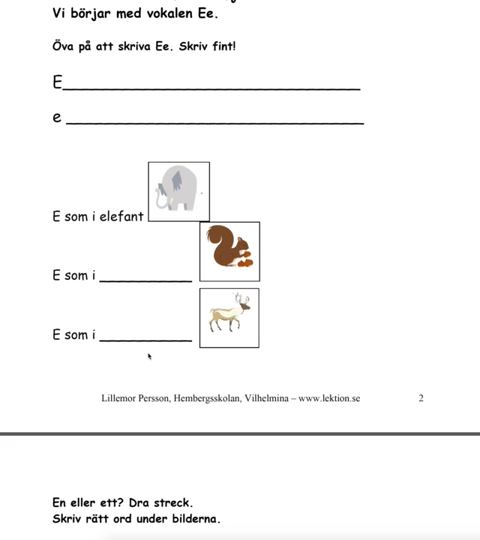 Vi börjar med vokalen Ee.
Öva på att skriva Ee. Skriv fint!
E
e
E som i elefant
E som i
E som i
Lillemor Persson, Hembergsskolan, Vilhelmina – www.lektion.se 2
En eller ett? Dra streck.
Skriv rätt ord under bilderna.